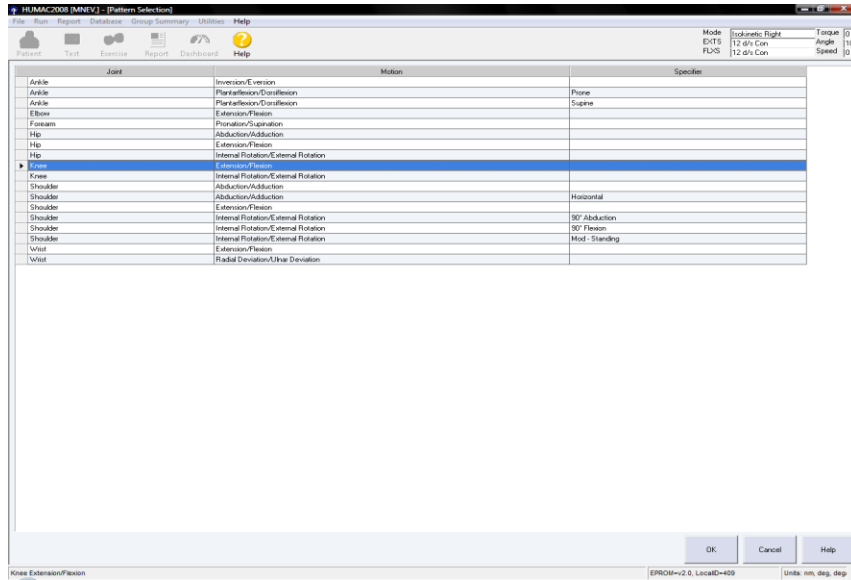 HUMAC2008 [MNEV,] - [Pattern Selection]
File Run Report Database Group Summary Utilities Help
Patient Test Exercise Report Dashboard Help
Mode Isokinetic Right Torque 0
EXTS 12 d/s Con Angle
FLXS 12 d/s Con Speed 0
Joint Motion Specifier
Ankle Inversion/Eversion
Ankle Plantarflexion/Dorsiflexion Prone
Ankle Plantarflexion/Dorsiflexion Supine
Elbow Extension/Flexion
Forearm Pronation/Supination
Hip Abduction/Adduction
Hip Extension/Flexion
Hip Internal Rotation/External Rotation
Knee Extension/Flexion
Knee Internal Rotation/External Rotation
Shoulder Abduction/Adduction
Shoulder Abduction/Adduction Horizontal
Shoulder Extension/Flexion
Shoulder Internal Rotation/External Rotation 90° Abduction
Shoulder Internal Rotation/External Rotation 90° Flexion
Shoulder Internal Rotation/External Rotation Mod - Standing
Wrist Extension/Flexion
Wrist Radial Deviation/Ulnar Deviation
OK Cancel Help
Knee Extension/Flexion EPROM=v2.0, LocalID=409 Units: nm, deg, deg